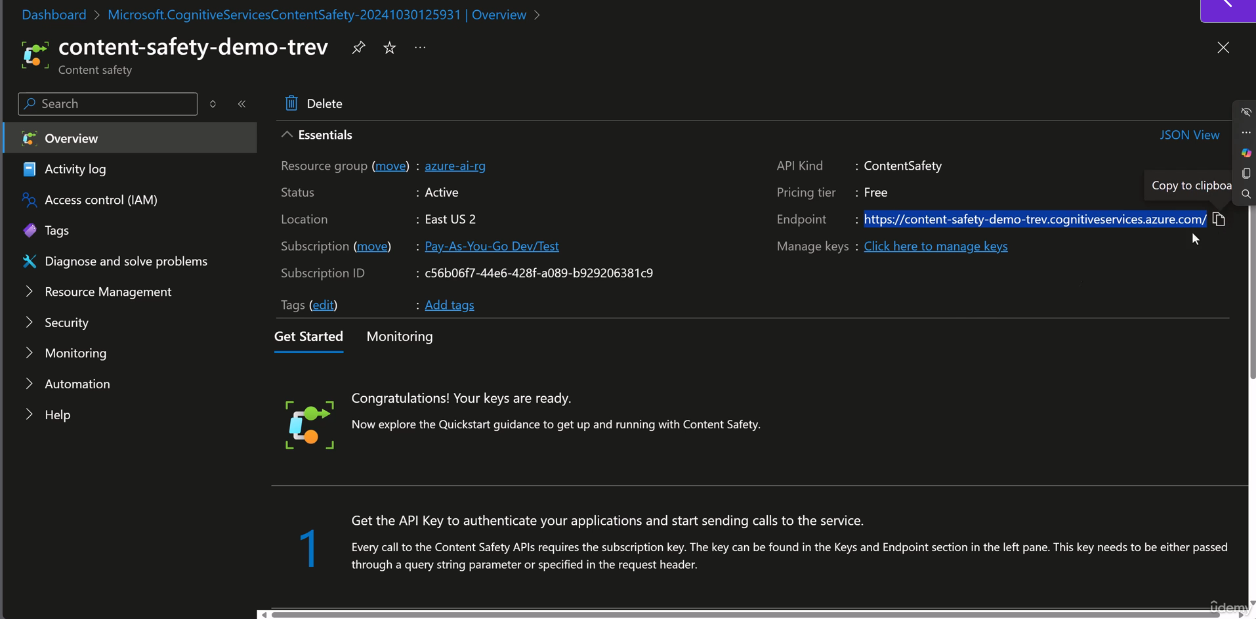 Dashboard > Microsoft.CognitiveServicesContentSafety-20241030125931 | Overview >
content-safety-demo-trev
Content safety
Search
Delete
Overview
Activity log
Access control (IAM)
Tags
Diagnose and solve problems
Resource Management
Security
Monitoring
Automation
Help
Essentials
JSON View
Resource group (move) : azure-ai-rg
Status : Active
Location : East US 2
Subscription (move) : Pay-As-You-Go Dev/Test
Subscription ID : c56b06f7-44e6-428f-a089-b929206381c9
Tags (edit) : Add tags
API Kind : ContentSafety
Pricing tier : Free
Copy to clipboa
Endpoint : https://content-safety-demo-trev.cognitiveservices.azure.com/
Manage keys : Click here to manage keys
Get Started Monitoring
Congratulations! Your keys are ready.
Now explore the Quickstart guidance to get up and running with Content Safety.
1
Get the API Key to authenticate your applications and start sending calls to the service.
Every call to the Content Safety APIs requires the subscription key. The key can be found in the Keys and Endpoint section in the left pane. This key needs to be either passed
through a query string parameter or specified in the request header.
udemy